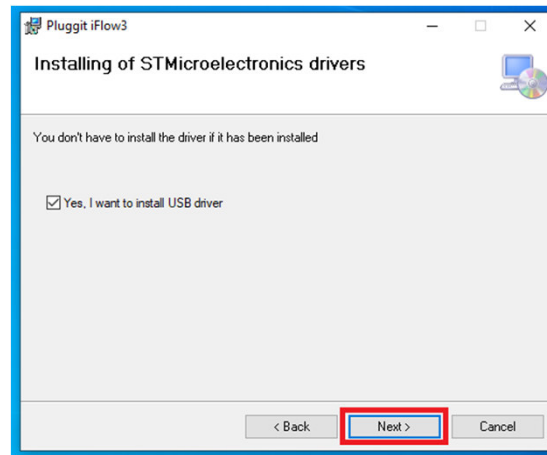 Pluggit iFlow3
Installing of STMicroelectronics drivers
You don't have to install the driver if it has been installed
Yes, I want to install USB driver
< Back
Next >
Cancel